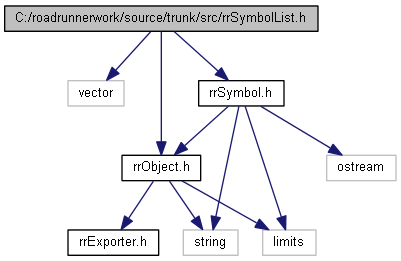 C:/roadrunnerwork/source/trunk/src/rrSymbolList.h
vector
rrSymbol.h
rrObject.h
ostream
rrExporter.h
string
limits